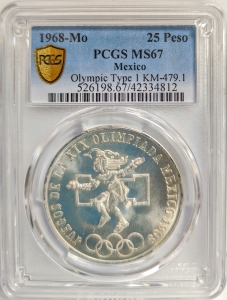 1968-Mo 25 Peso
PCGS MS67
Mexico
Olympic Type 1 KM-479.1
526198.67/42334812
PCGS
JUEGOS DE LA XIX OLIMPIADA MEXICO 1968